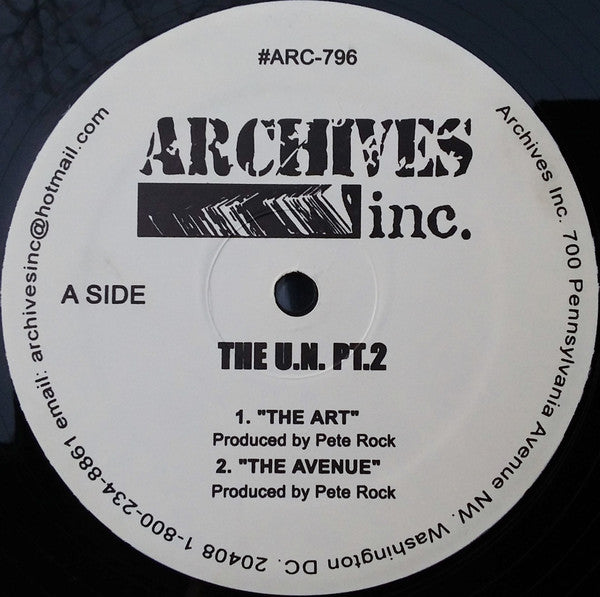 #ARC-796
ARCHIVES
inc.
A SIDE
THE U.N. PT.2
1. "THE ART"
Produced by Pete Rock
2. "THE AVENUE"
Produced by Pete Rock
Archives Inc. 700 Pennsylvania Avenue NW. Washington DC. 20408 1-800-234-8861 email: archivesinc@hotmail.com